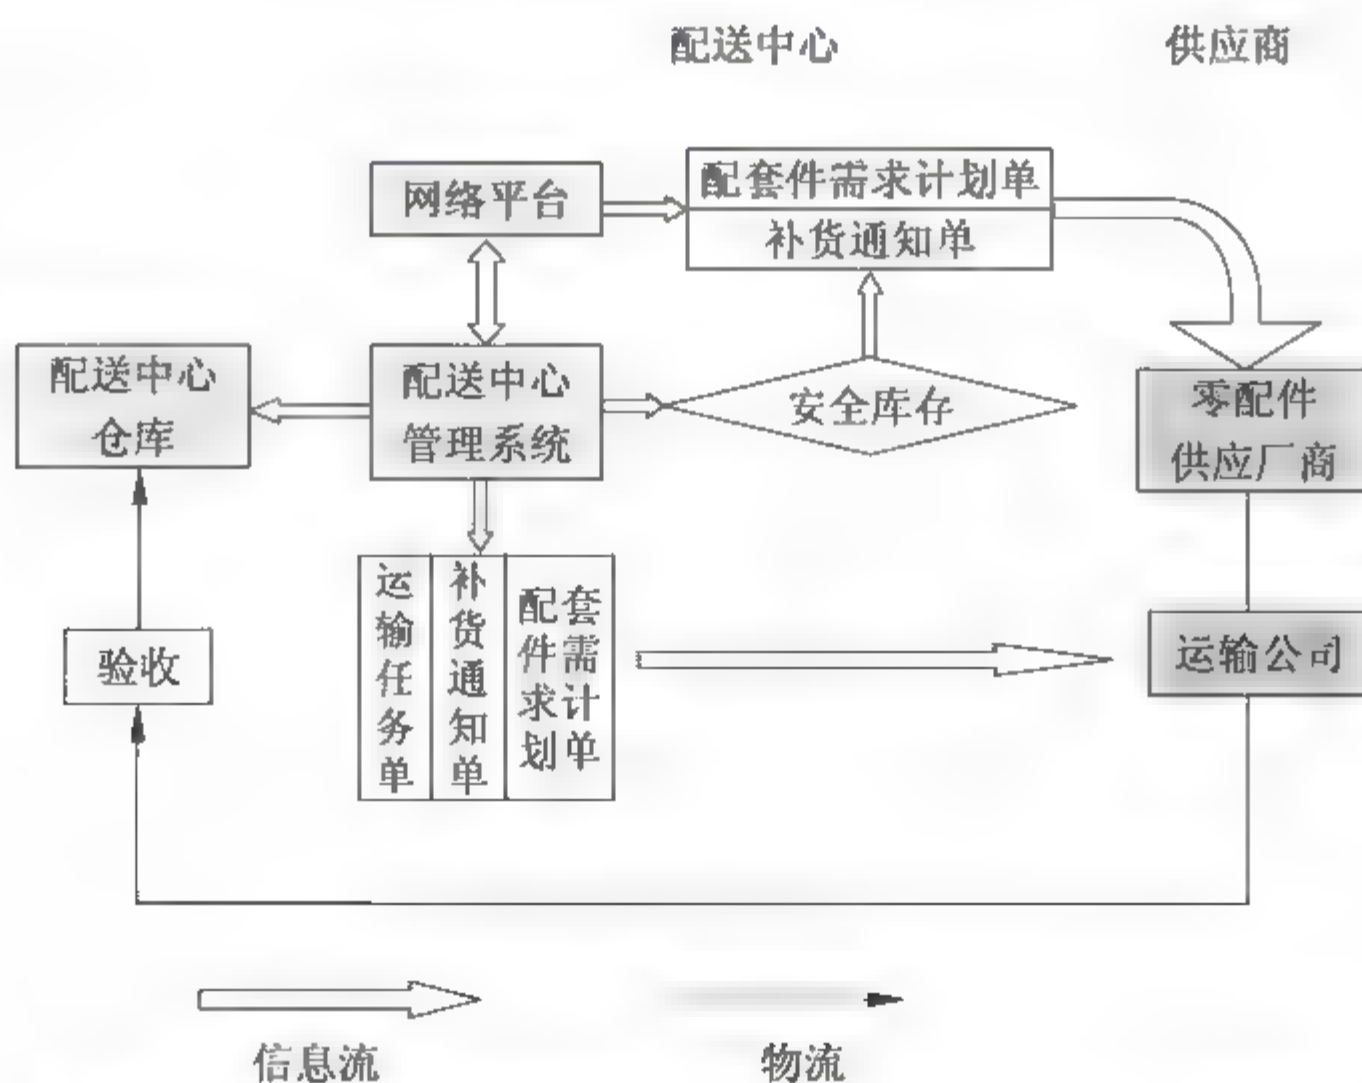 配送中心
供应商
网络平台
配套件需求计划单
补货通知单
配送中心
仓库
配送中心
管理系统
安全库存
零配件
供应厂商
运输任务单
补货通知单
配套
件需
求计
划单
验收
运输公司
信息流
物流